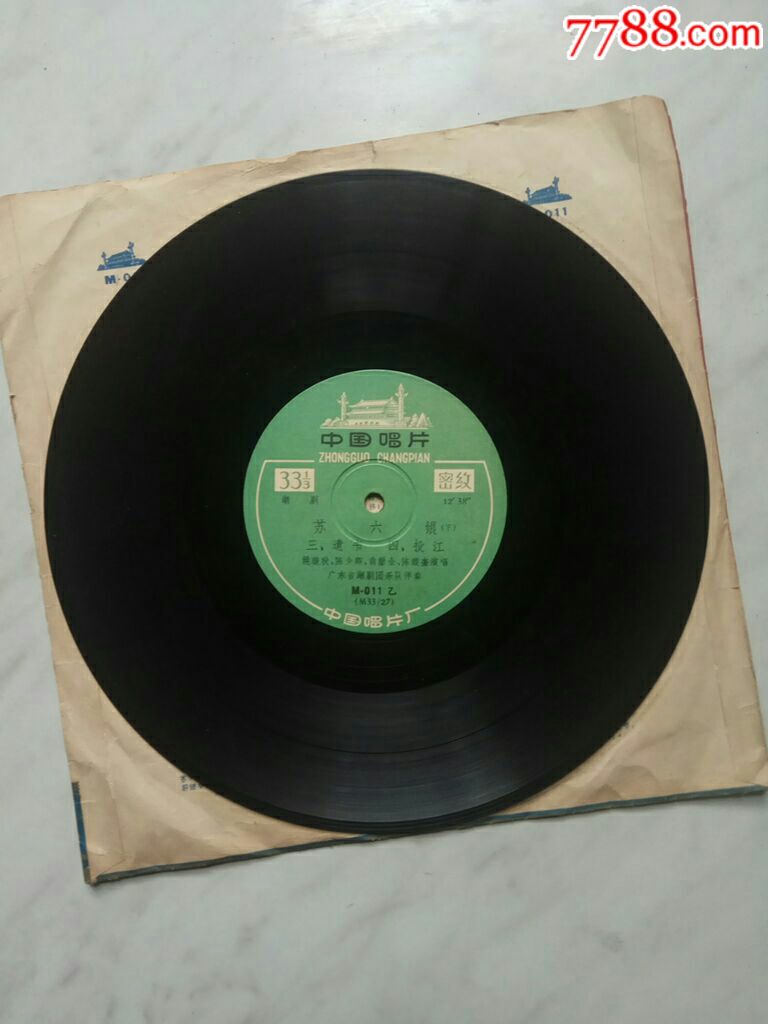 7788.com
011
M-0
中国唱片
ZHONGGUO CHANGPIAN
33⅓
密纹
潮剧
12′38″
苏六娘(下)
三、遣书 四、投江
广东省潮剧团乐队伴奏
M-011 乙
(M33/27)
中国唱片厂